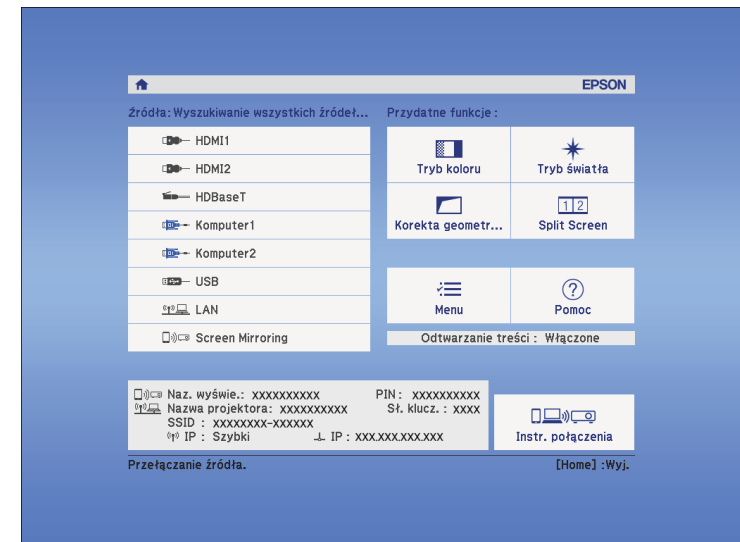 EPSON
Źródła: Wyszukiwanie wszystkich źródeł...
HDMI1
HDMI2
HDBaseT
Komputer1
Komputer2
USB
LAN
Screen Mirroring
Przydatne funkcje :
Tryb koloru
Tryb światła
Korekta geometr...
1 2
Split Screen
Menu
? 
Pomoc
Odtwarzanie treści : Włączone
Naz. wyświe.: xxxxxxxxxx PIN : xxxxxxxxxx
Nazwa projektora: xxxxxxxxxx Sł. klucz. : xxxx
SSID : xxxxxxxx-xxxxxx
IP : Szybki IP : xxx.xxx.xxx.xxx
Instr. połączenia
Przełączanie źródła. [Home] :Wyj.